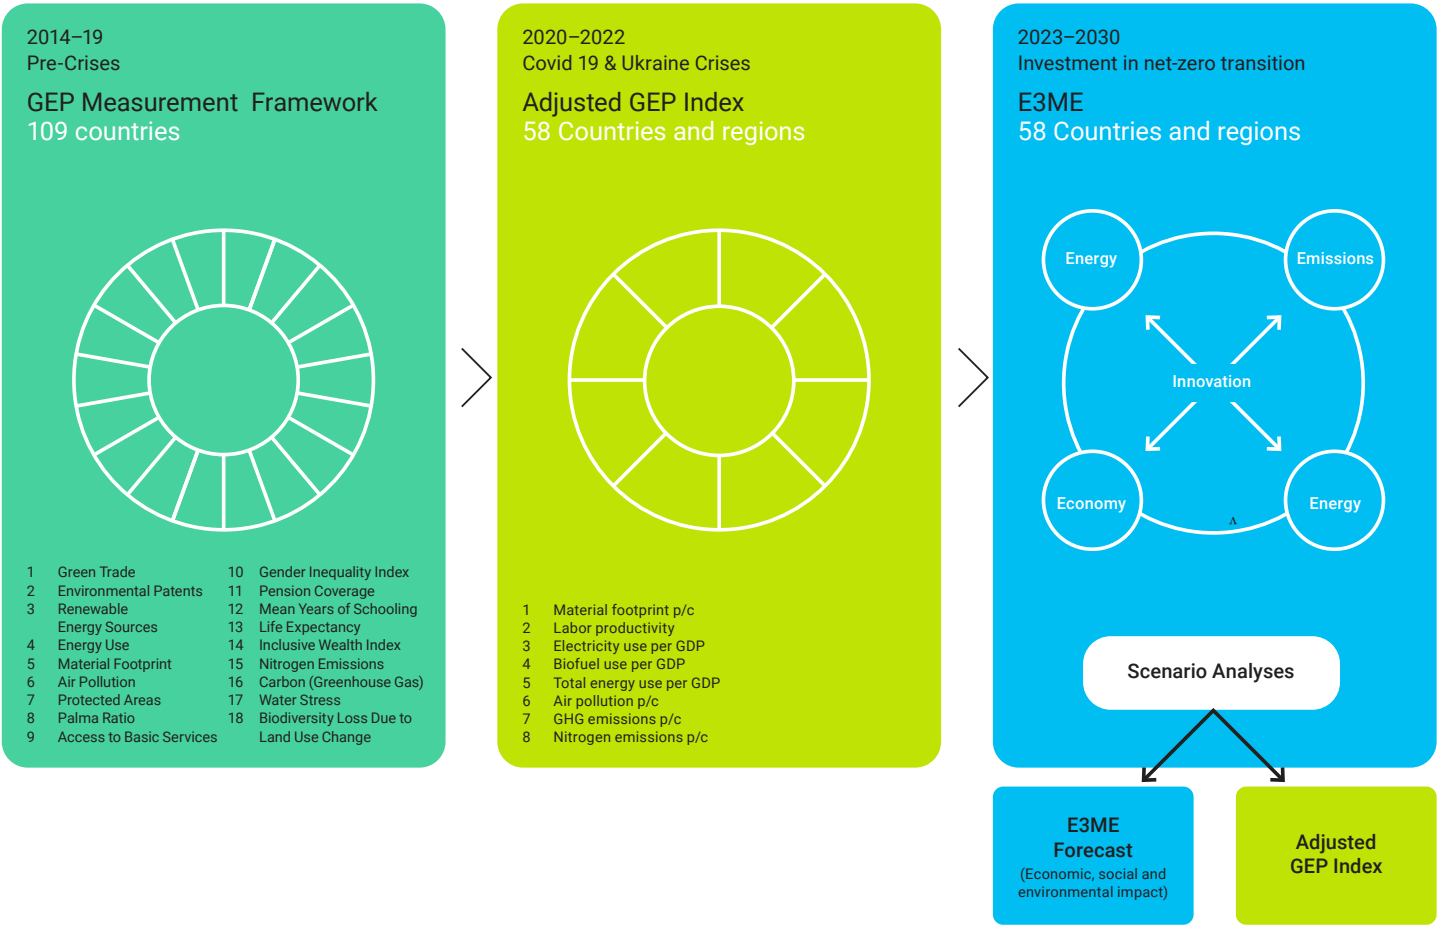 2014–19
Pre-Crises
GEP Measurement Framework
109 countries
1 Green Trade
2 Environmental Patents
3 Renewable
Energy Sources
4 Energy Use
5 Material Footprint
6 Air Pollution
7 Protected Areas
8 Palma Ratio
9 Access to Basic Services
10 Gender Inequality Index
11 Pension Coverage
12 Mean Years of Schooling
13 Life Expectancy
14 Inclusive Wealth Index
15 Nitrogen Emissions
16 Carbon (Greenhouse Gas)
17 Water Stress
18 Biodiversity Loss Due to
Land Use Change
2020–2022
Covid 19 & Ukraine Crises
Adjusted GEP Index
58 Countries and regions
1 Material footprint p/c
2 Labor productivity
3 Electricity use per GDP
4 Biofuel use per GDP
5 Total energy use per GDP
6 Air pollution p/c
7 GHG emissions p/c
8 Nitrogen emissions p/c
2023–2030
Investment in net-zero transition
E3ME
58 Countries and regions
Energy
Emissions
Innovation
Economy
Energy
Λ
Scenario Analyses
E3ME
Forecast
(Economic, social and
environmental impact)
Adjusted
GEP Index